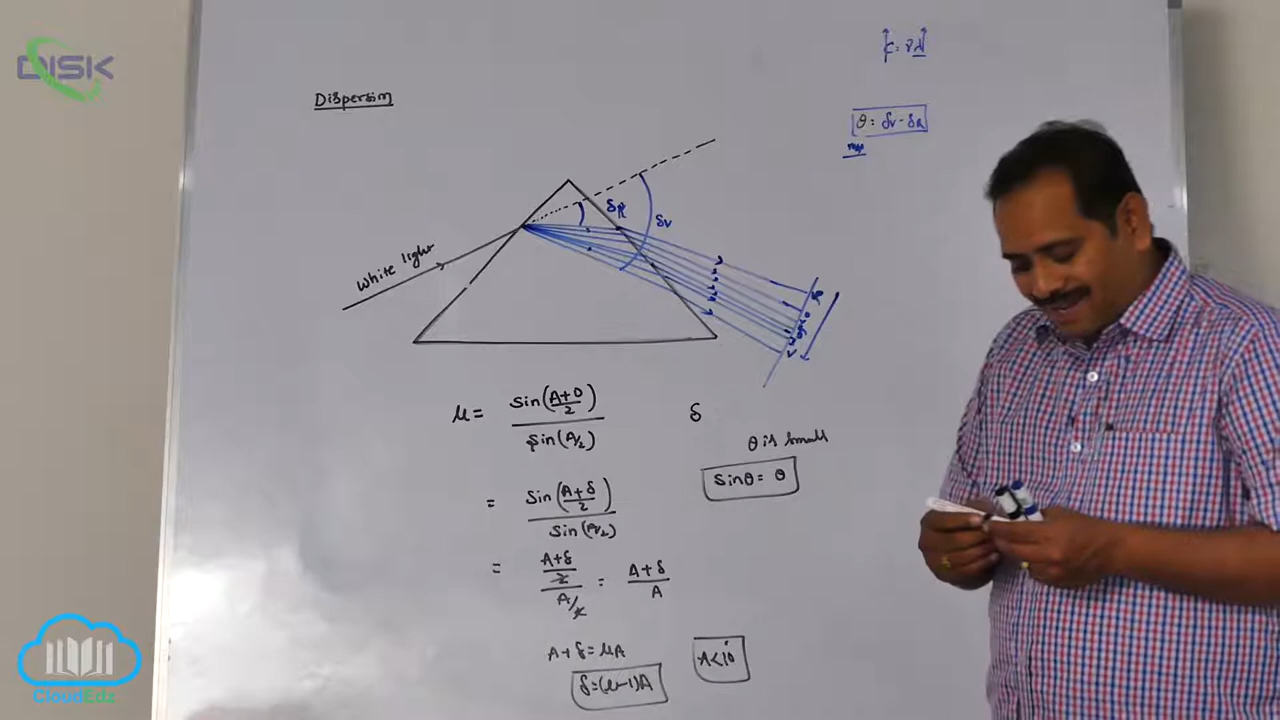 DISK
c = νλ
Dispersion
θ = δv - δR
δR
δv
White light
R
V
μ = sin(A+D/2) / sin(A/2)
δ
θ is small
sinθ = θ
= sin(A+δ/2) / sin(A/2)
= A+δ/2 / A/2 = A+δ/A
A+δ = μA
A<10°
δ=(μ-1)A
CloudEdz